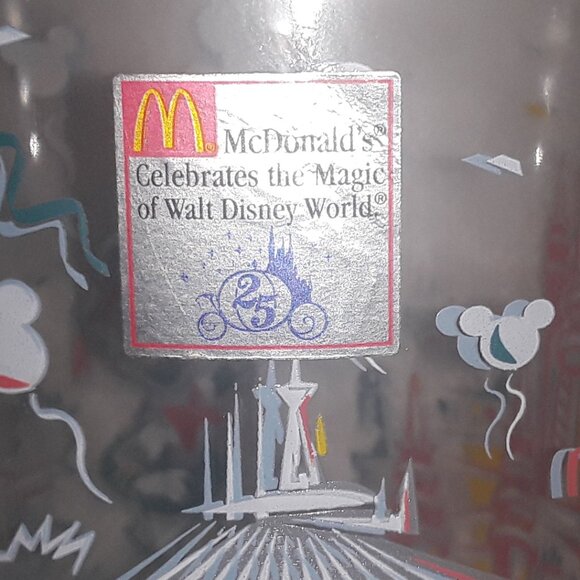 M
McDonald's®
Celebrates the Magic
of Walt Disney World.®
25